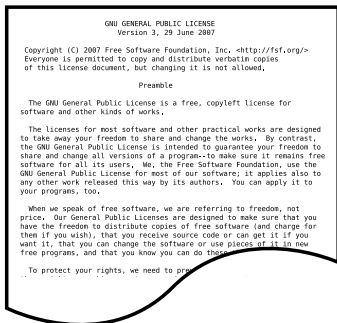 GNU GENERAL PUBLIC LICENSE
Version 3, 29 June 2007
Copyright (C) 2007 Free Software Foundation, Inc. <http://fsf.org/>
Everyone is permitted to copy and distribute verbatim copies
of this license document, but changing it is not allowed.
Preamble
The GNU General Public License is a free, copyleft license for
software and other kinds of works.
The licenses for most software and other practical works are designed
to take away your freedom to share and change the works.  By contrast,
the GNU General Public License is intended to guarantee your freedom to
share and change all versions of a program--to make sure it remains free
software for all its users.  We, the Free Software Foundation, use the
GNU General Public License for most of our software; it applies also to
any other work released this way by its authors.  You can apply it to
your programs, too.
When we speak of free software, we are referring to freedom, not
price.  Our General Public Licenses are designed to make sure that you
have the freedom to distribute copies of free software (and charge for
them if you wish), that you receive source code or can get it if you
want it, that you can change the software or use pieces of it in new
free programs, and that you know you can do these
To protect your rights, we need to